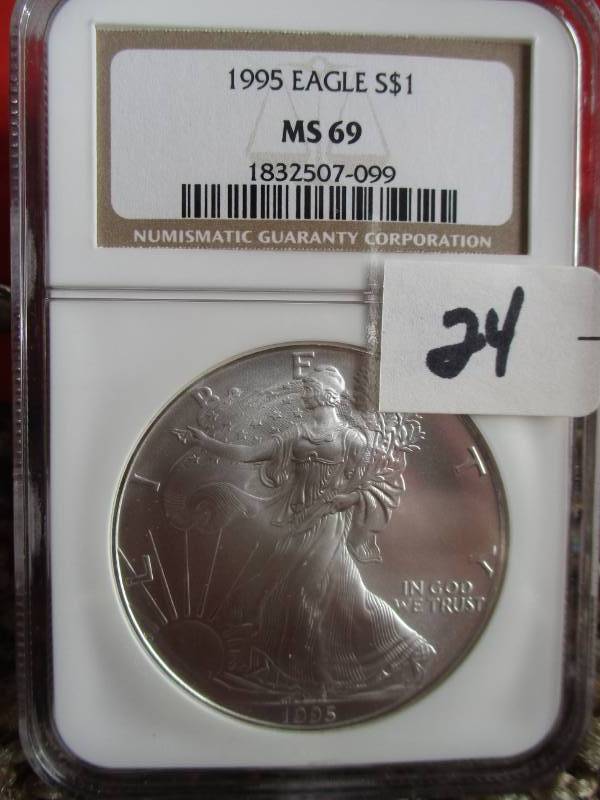 1995 EAGLE S$1
MS 69
1832507-099
NUMISMATIC GUARANTY CORPORATION
24
LIBERTY
IN GOD
WE TRUST
1995